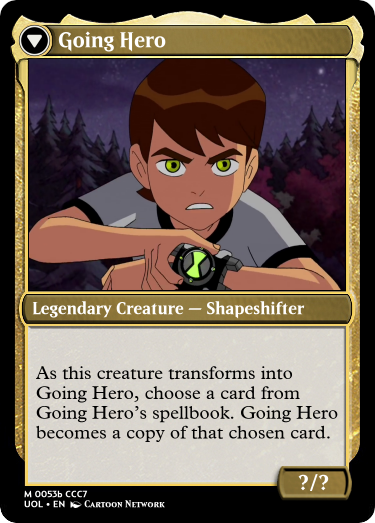 Going Hero
Legendary Creature — Shapeshifter
As this creature transforms into
Going Hero, choose a card from
Going Hero's spellbook. Going Hero
becomes a copy of that chosen card.
?/?
M 0053b CCC7
UOL • EN Cartoon Network